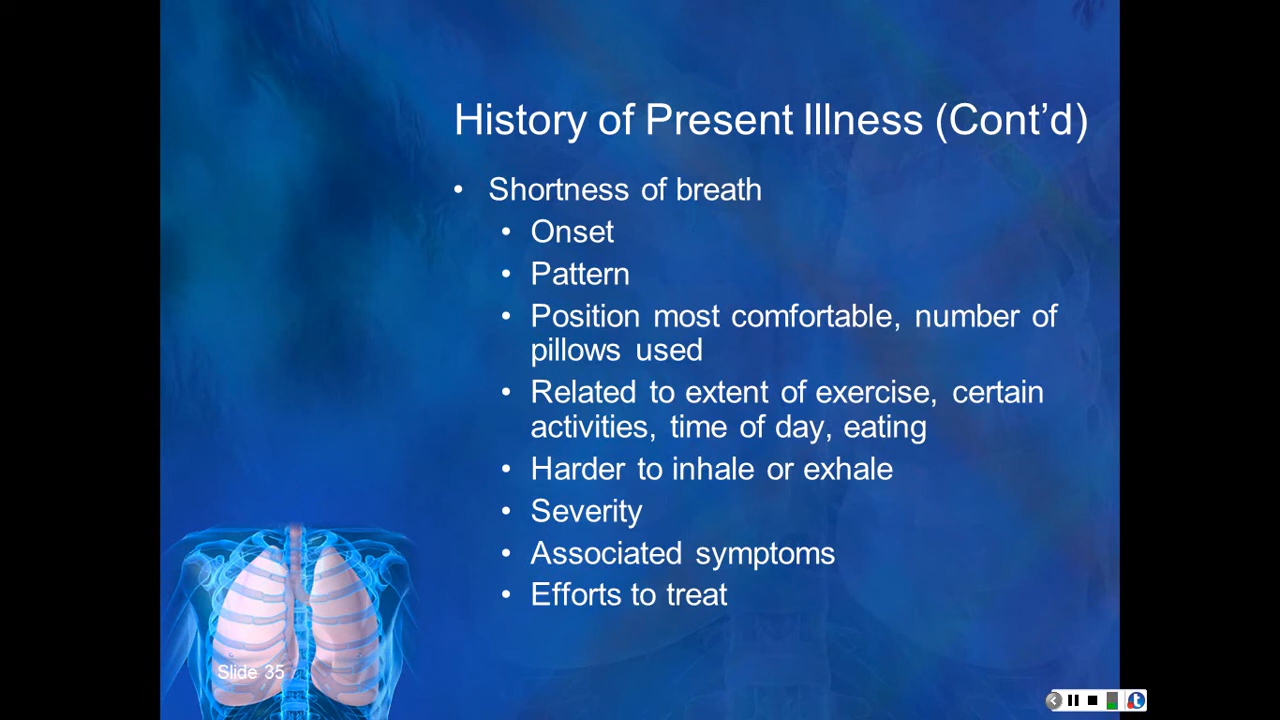 History of Present Illness (Cont’d)
• Shortness of breath
• Onset
• Pattern
• Position most comfortable, number of
pillows used
• Related to extent of exercise, certain
activities, time of day, eating
• Harder to inhale or exhale
• Severity
• Associated symptoms
• Efforts to treat
Slide 35
t